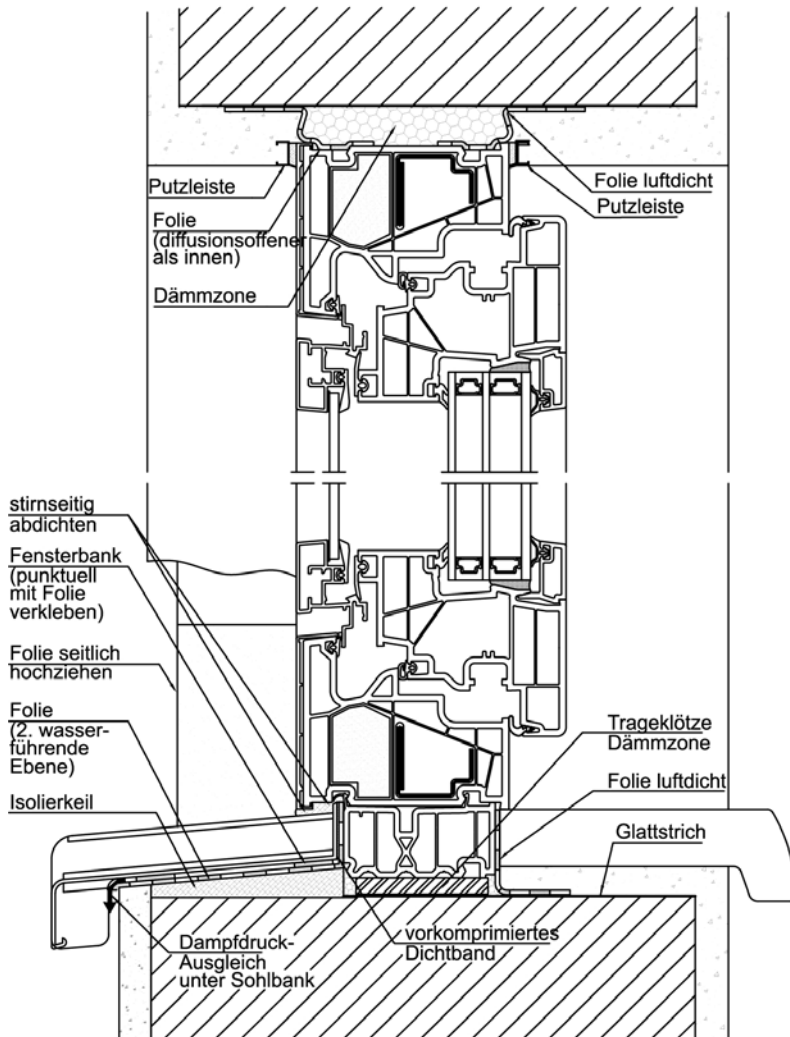 Putzleiste
Folie
(diffusionsoffener
als innen)
Dämmzone
Folie luftdicht
Putzleiste
stirnseitig
abdichten
Fensterbank
(punktuell
mit Folie
verkleben)
Folie seitlich
hochziehen
Folie
(2. wasser-
führende
Ebene)
Isolierkeil
Trageklötze
Dämmzone
Folie luftdicht
Glattstrich
Dampfdruck-
Ausgleich
unter Sohlbank
vorkomprimiertes
Dichtband